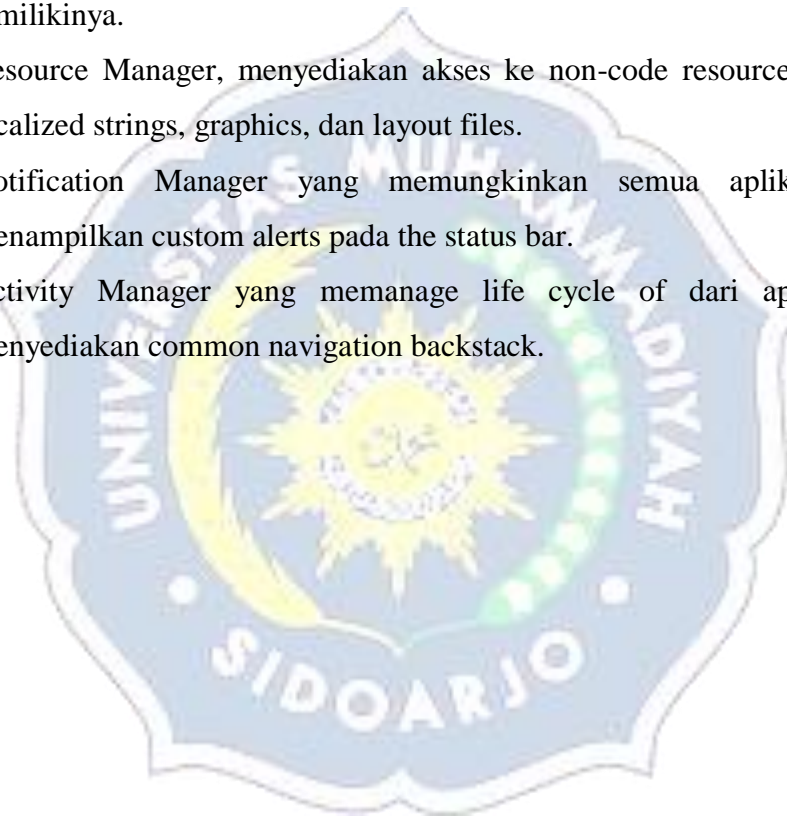 milikinya.
esource Manager, menyediakan akses ke non-code resource
calized strings, graphics, dan layout files.
otification Manager yang memungkinkan semua aplik
enampilkan custom alerts pada the status bar.
ctivity Manager yang memanage life cycle of dari ap
enyediakan common navigation backstack.
UNIVERSITAS MUHAMMADIYAH
SIDOARJO